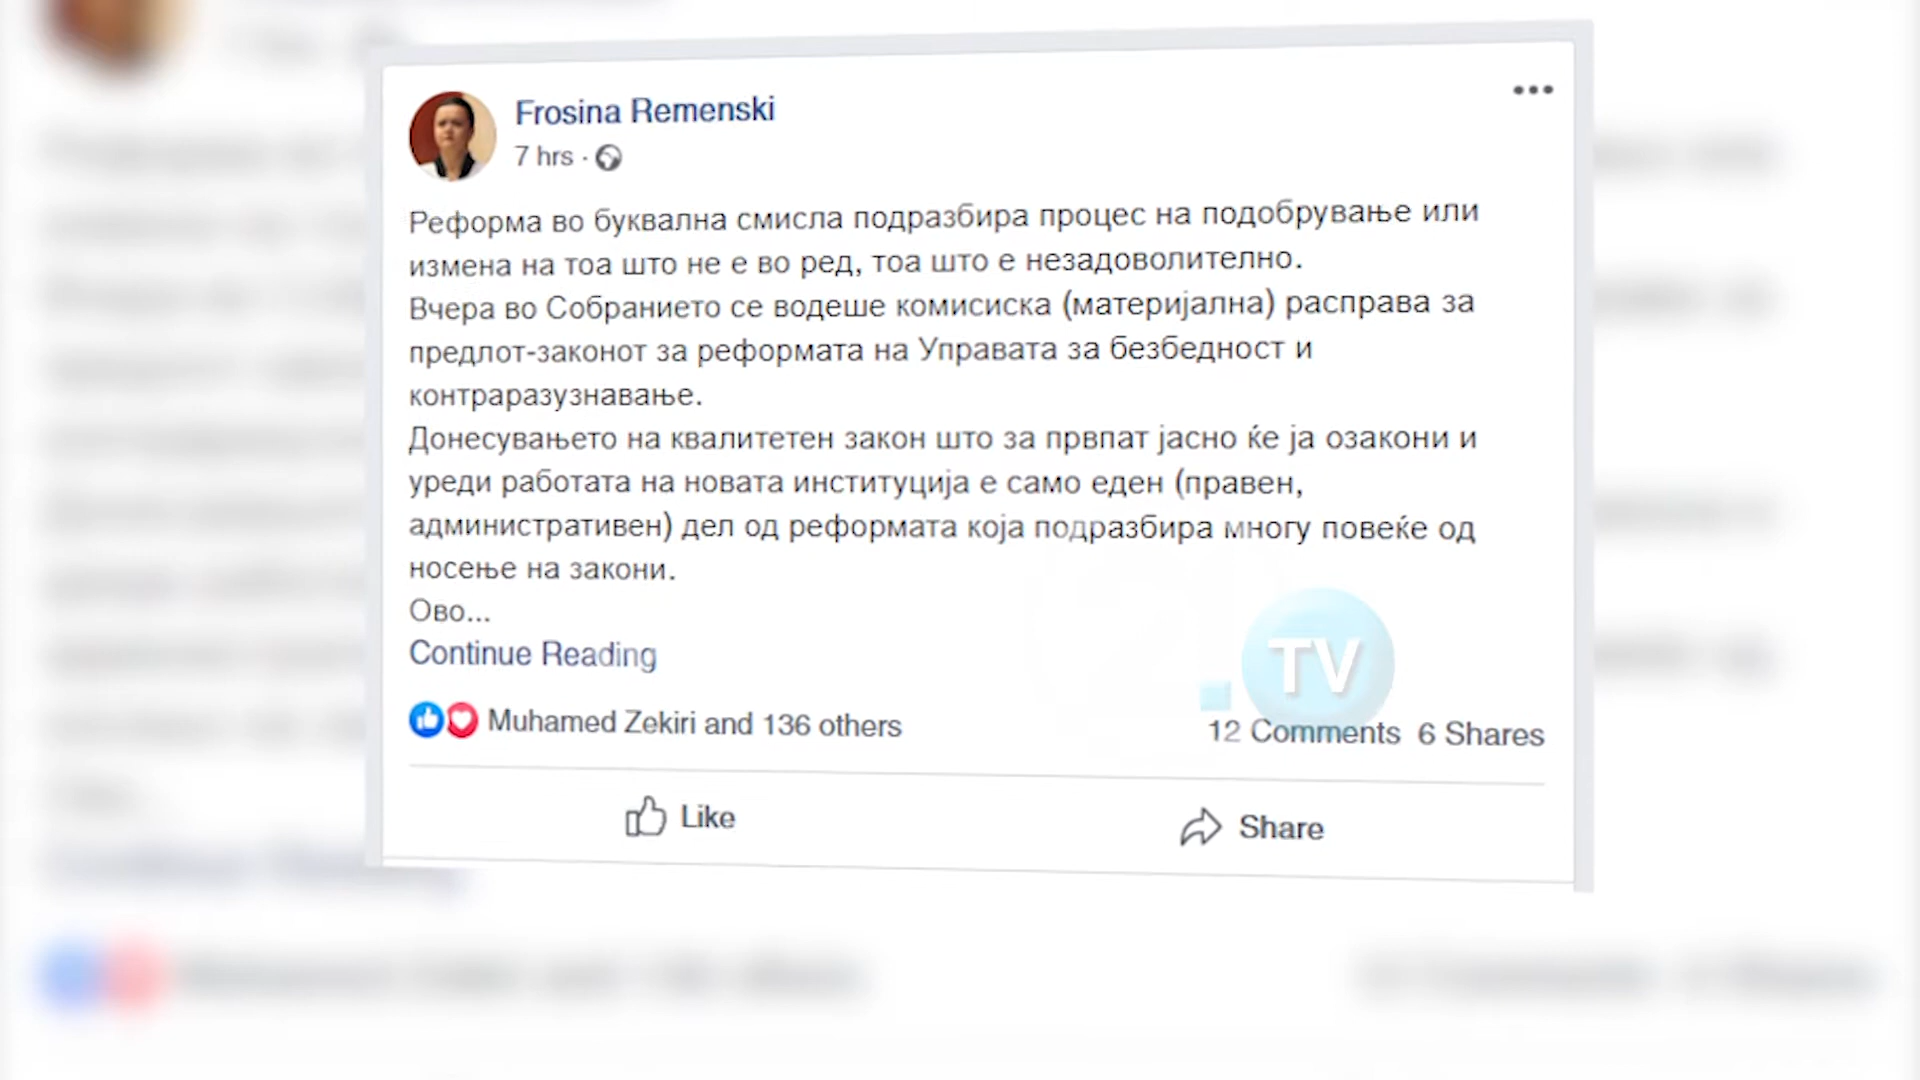 Frosina Remenski
7 hrs ·
Реформа во буквална смисла подразбира процес на подобрување или
измена на тоа што не е во ред, тоа што е незадоволително.
Вчера во Собранието се водеше комисиска (материјална) расправа за
предлот-законот за реформата на Управата за безбедност и
контраразузнавање.
Донесувањето на квалитетен закон што за првпат јасно ќе ја озакони и
уреди работата на новата институција е само еден (правен,
административен) дел од реформата која подразбира многу повеќе од
носење на закони.
Ово...
Continue Reading
TV
Muhamed Zekiri and 136 others
12 Comments 6 Shares
Like
Share